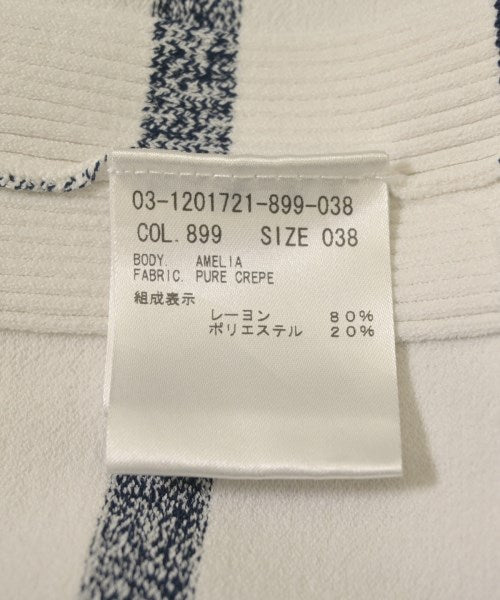 03-1201721-899-038
COL. 899 SIZE 038
BODY. AMELIA
FABRIC. PURE CREPE
組成表示
レーヨン 80%
ポリエステル 20%